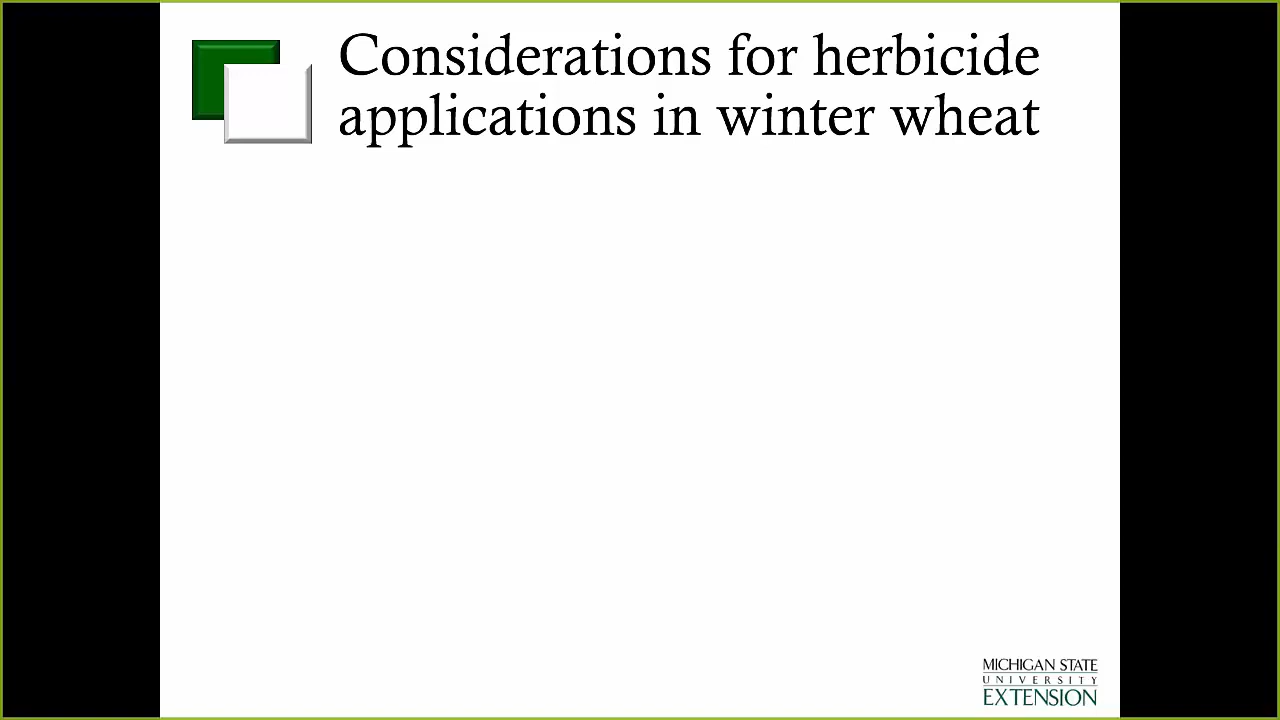 Considerations for herbicide
applications in winter wheat
MICHIGAN STATE
UNIVERSITY
EXTENSION